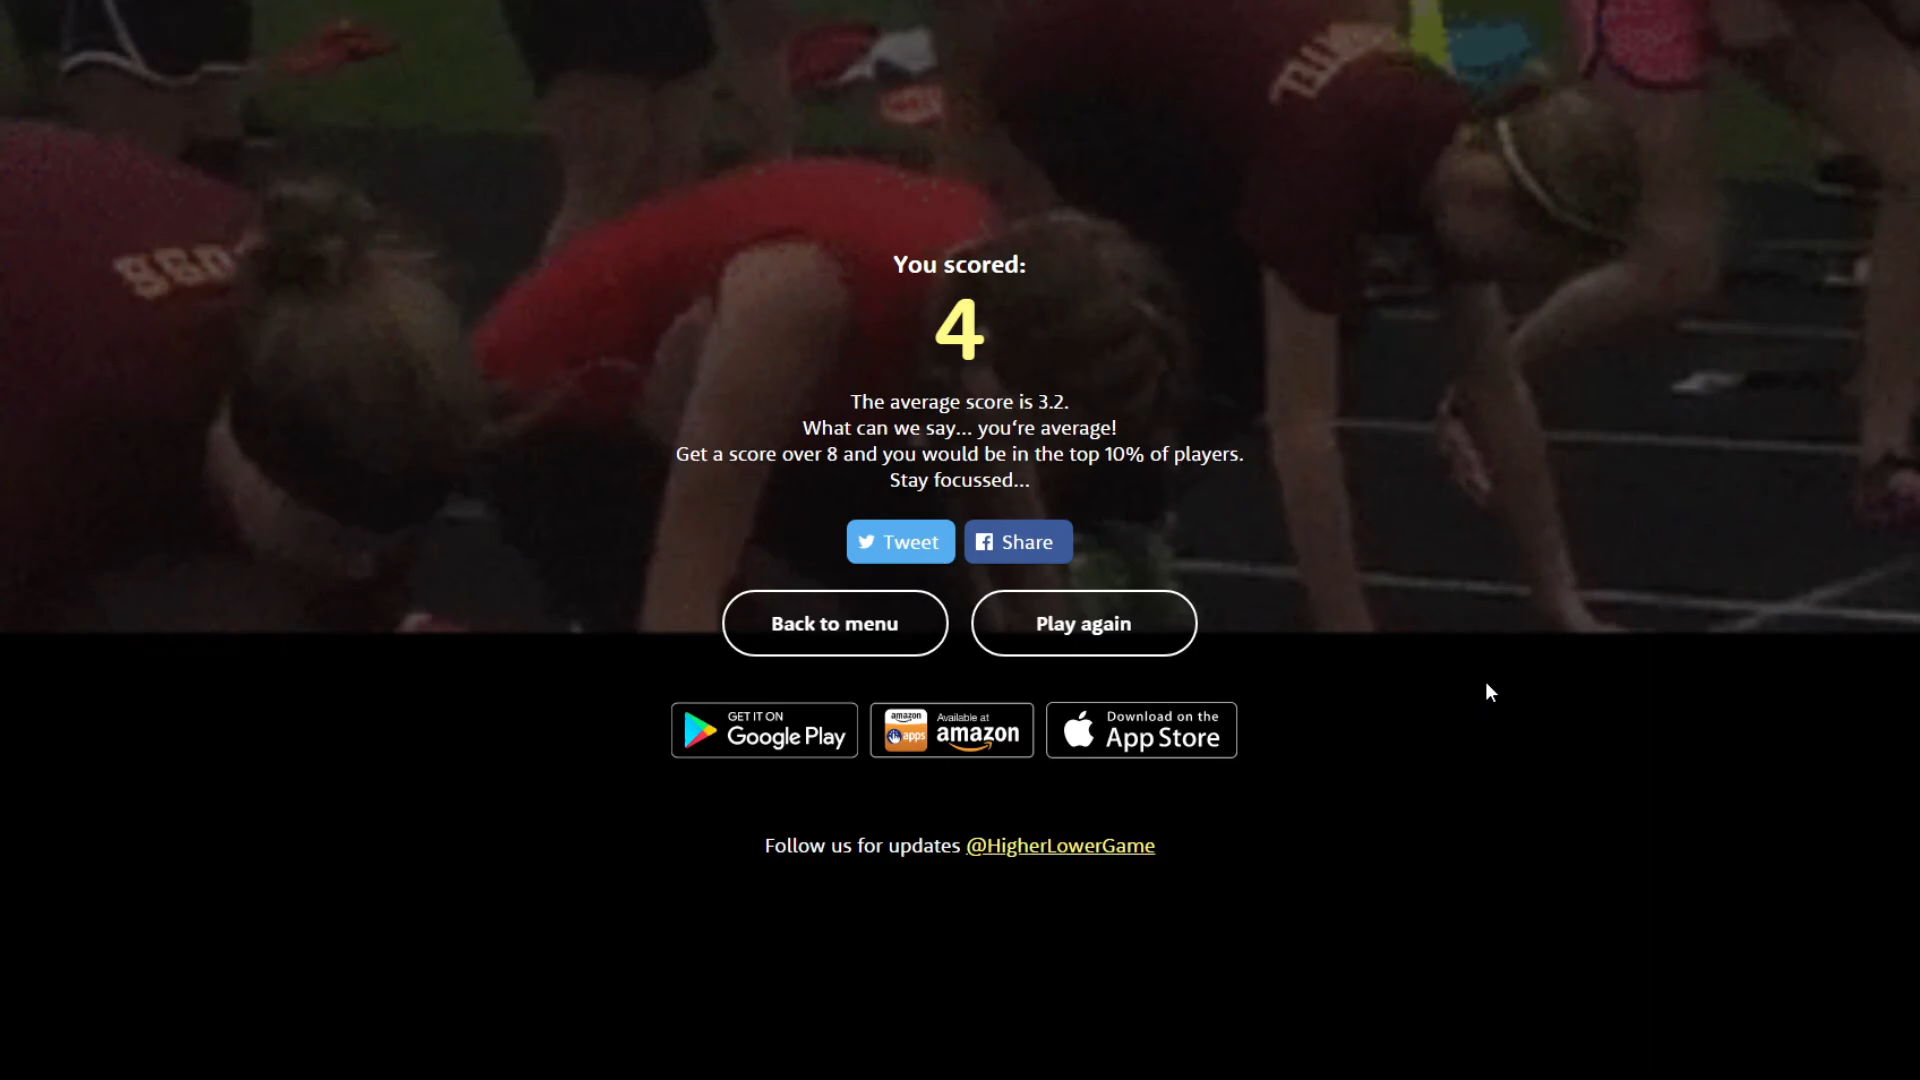 You scored:
4
The average score is 3.2.
What can we say... you're average!
Get a score over 8 and you would be in the top 10% of players.
Stay focussed...
Tweet
Share
Back to menu
Play again
GET IT ON
Google Play
amazon
apps
Available at
amazon
Download on the
App Store
Follow us for updates @HigherLowerGame